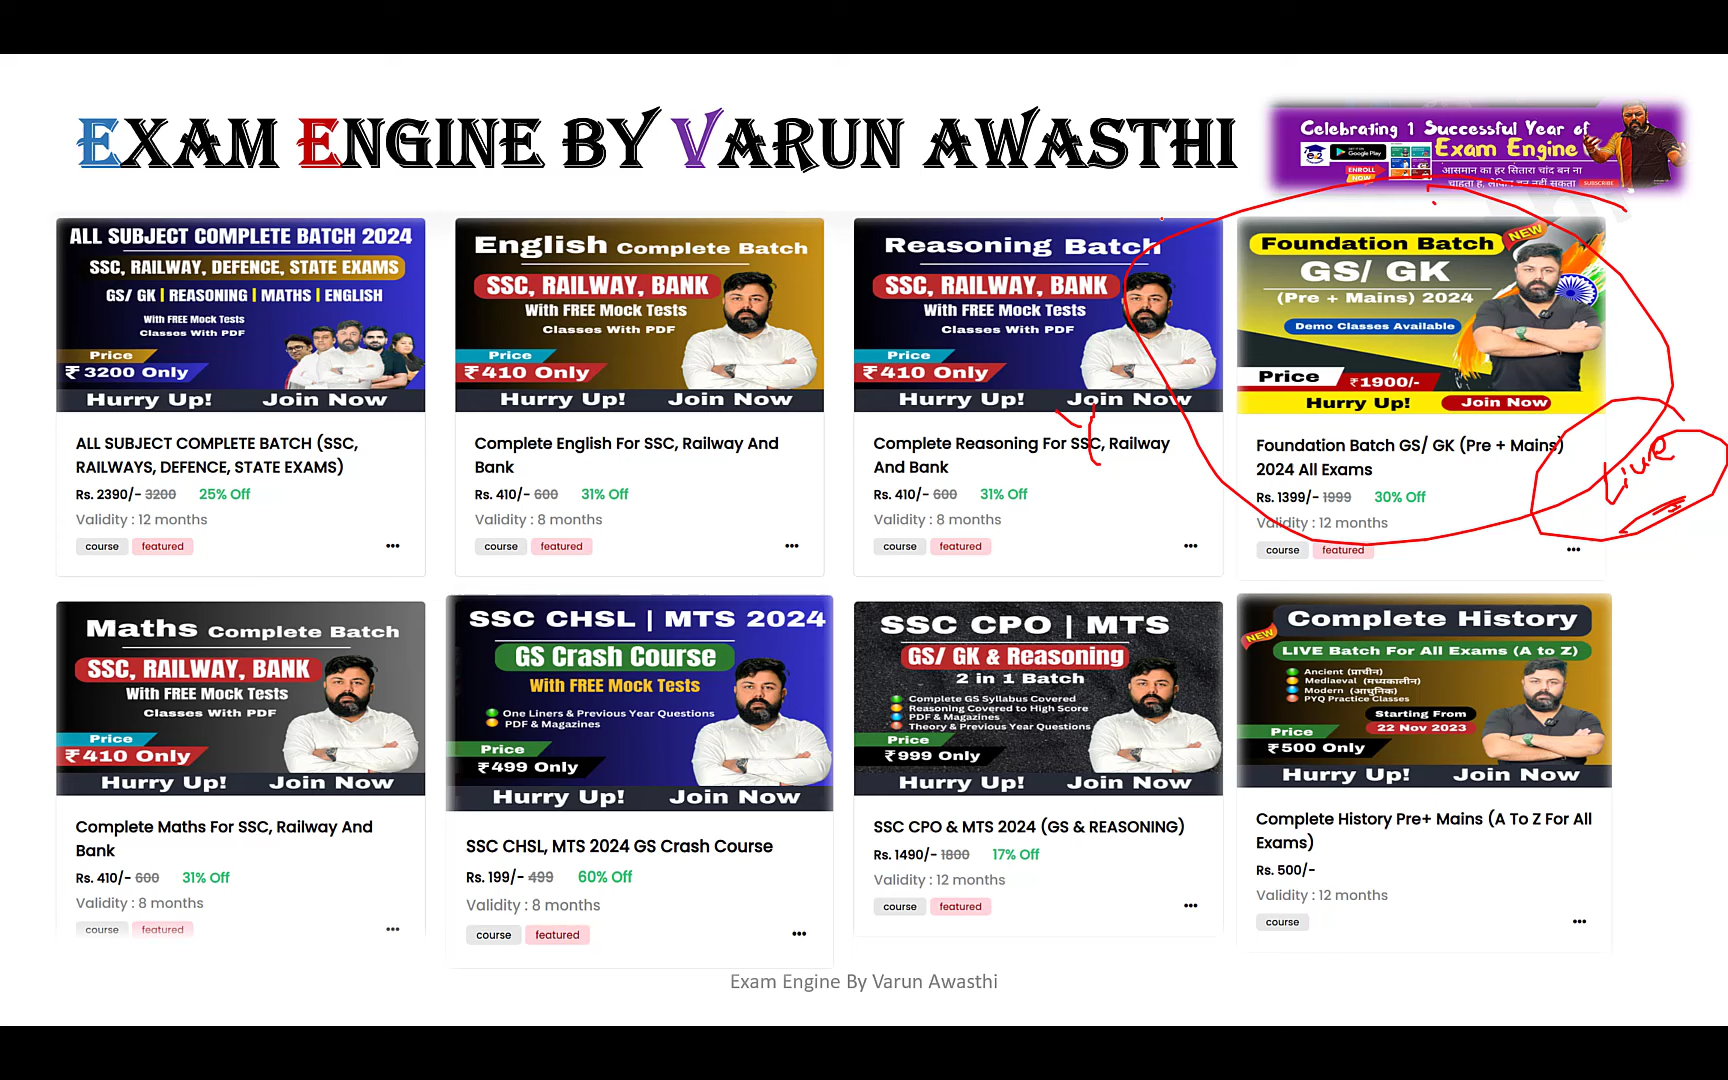 EXAM ENGINE BY VARUN AWASTHI
Celebrating 1 Successful Year of
Exam Engine
GET IT ON
Google Play
ENROLL
NOW
आसमान का हर सितारा चांद बन ना
चाहता है, लेकिन बन नहीं सकता
SUBSCRIBE
ALL SUBJECT COMPLETE BATCH 2024
SSC, RAILWAY, DEFENCE, STATE EXAMS
GS/ GK | REASONING | MATHS | ENGLISH
With FREE Mock Tests
Classes With PDF
Price
₹ 3200 Only
Hurry Up! Join Now
ALL SUBJECT COMPLETE BATCH (SSC,
RAILWAYS, DEFENCE, STATE EXAMS)
Rs. 2390/- 3200 25% Off
Validity : 12 months
course featured
English Complete Batch
SSC, RAILWAY, BANK
With FREE Mock Tests
Classes With PDF
Price
₹410 Only
Hurry Up! Join Now
Complete English For SSC, Railway And
Bank
Rs. 410/- 600 31% Off
Validity : 8 months
course featured
Reasoning Batch
SSC, RAILWAY, BANK
With FREE Mock Tests
Classes With PDF
Price
₹410 Only
Hurry Up! Join Now
Complete Reasoning For SSC, Railway
And Bank
Rs. 410/- 600 31% Off
Validity : 8 months
course featured
Foundation Batch NEW
GS/ GK
(Pre + Mains) 2024
Demo Classes Available
Price ₹1900/-
Hurry Up! Join Now
Foundation Batch GS/ GK (Pre + Mains)
2024 All Exams
Rs. 1399/- 1999 30% Off
Validity : 12 months
course featured
Live
Maths Complete Batch
SSC, RAILWAY, BANK
With FREE Mock Tests
Classes With PDF
Price
₹410 Only
Hurry Up! Join Now
Complete Maths For SSC, Railway And
Bank
Rs. 410/- 600 31% Off
Validity : 8 months
course featured
SSC CHSL | MTS 2024
GS Crash Course
With FREE Mock Tests
One Liners & Previous Year Questions
PDF & Magazines
Price
₹499 Only
Hurry Up! Join Now
SSC CHSL, MTS 2024 GS Crash Course
Rs. 199/- 499 60% Off
Validity : 8 months
course featured
SSC CPO | MTS
GS/ GK & Reasoning
2 in 1 Batch
Complete GS Syllabus Covered
Reasoning Covered to High Score
PDF & Magazines
Theory & Previous Year Questions
Price
₹999 Only
Hurry Up! Join Now
SSC CPO & MTS 2024 (GS & REASONING)
Rs. 1490/- 1800 17% Off
Validity : 12 months
course featured
Complete History
NEW
LIVE Batch For All Exams (A to Z)
Ancient (प्राचीन)
Mediaeval (मध्यकालीन)
Modern (आधुनिक)
PYQ Practice Classes
Starting From
22 Nov 2023
Price
₹500 Only
Hurry Up! Join Now
Complete History Pre+ Mains (A To Z For All
Exams)
Rs. 500/-
Validity : 12 months
course
Exam Engine By Varun Awasthi